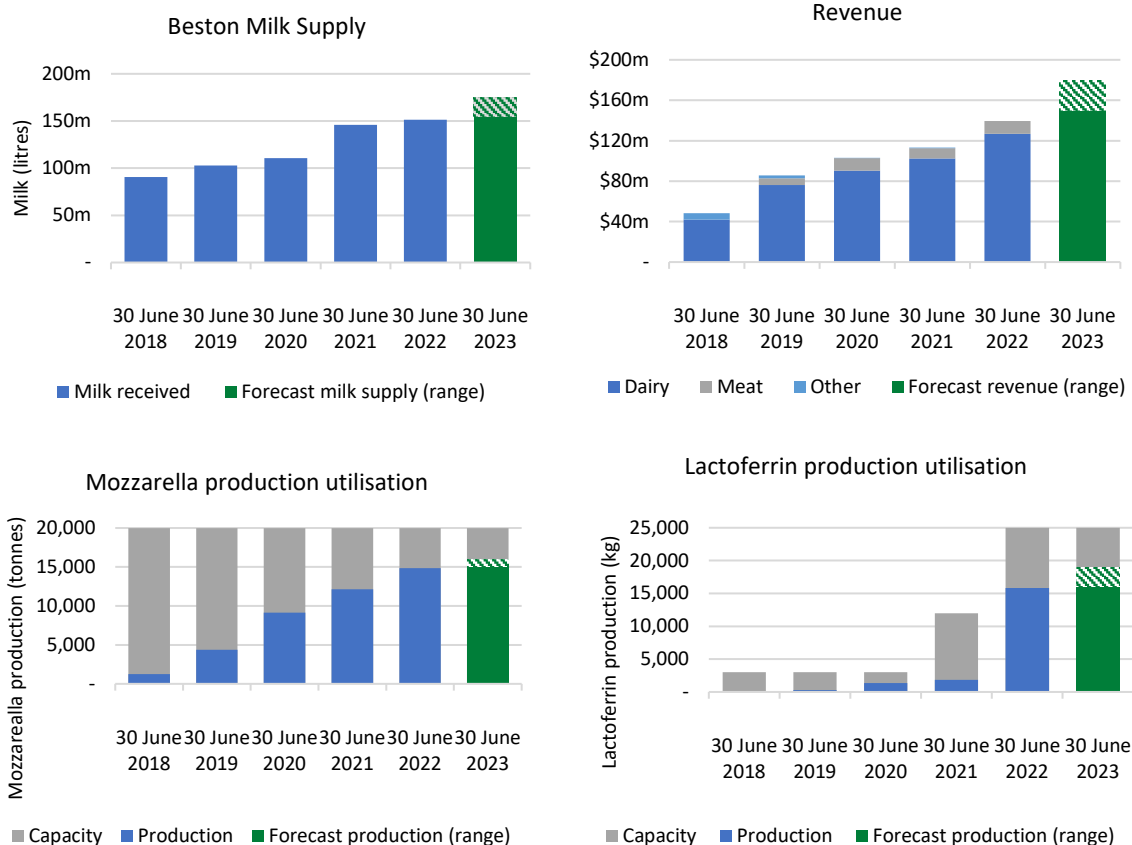 Beston Milk Supply
Milk (litres)
200m
150m
100m
50m
-
30 June 30 June 30 June 30 June 30 June 30 June
2018 2019 2020 2021 2022 2023
Milk received Forecast milk supply (range)
Revenue
$200m
$160m
$120m
$80m
$40m
-
30 June 30 June 30 June 30 June 30 June 30 June
2018 2019 2020 2021 2022 2023
Dairy Meat Other Forecast revenue (range)
Mozzarella production utilisation
Mozzarealla production (tonnes)
20,000
15,000
10,000
5,000
-
30 June 30 June 30 June 30 June 30 June 30 June
2018 2019 2020 2021 2022 2023
Capacity Production Forecast production (range)
Lactoferrin production utilisation
Lactoferrin production (kg)
25,000
20,000
15,000
10,000
5,000
-
30 June 30 June 30 June 30 June 30 June 30 June
2018 2019 2020 2021 2022 2023
Capacity Production Forecast production (range)